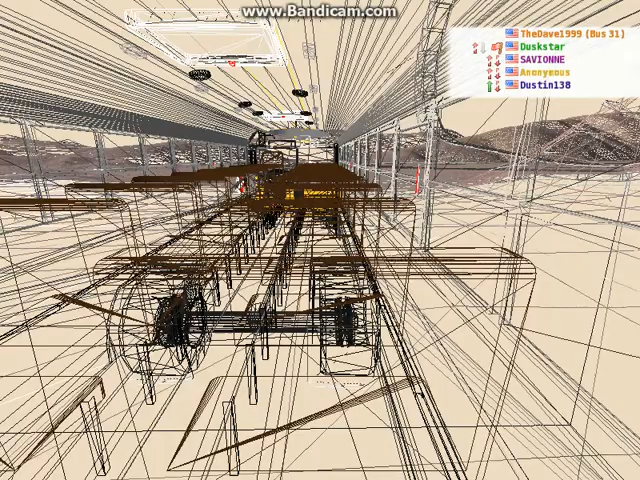 www.Bandicam.com
TheDave1999 (Bus 31)
Duskstar
SAVIONNE
Anonymous
Dustin138